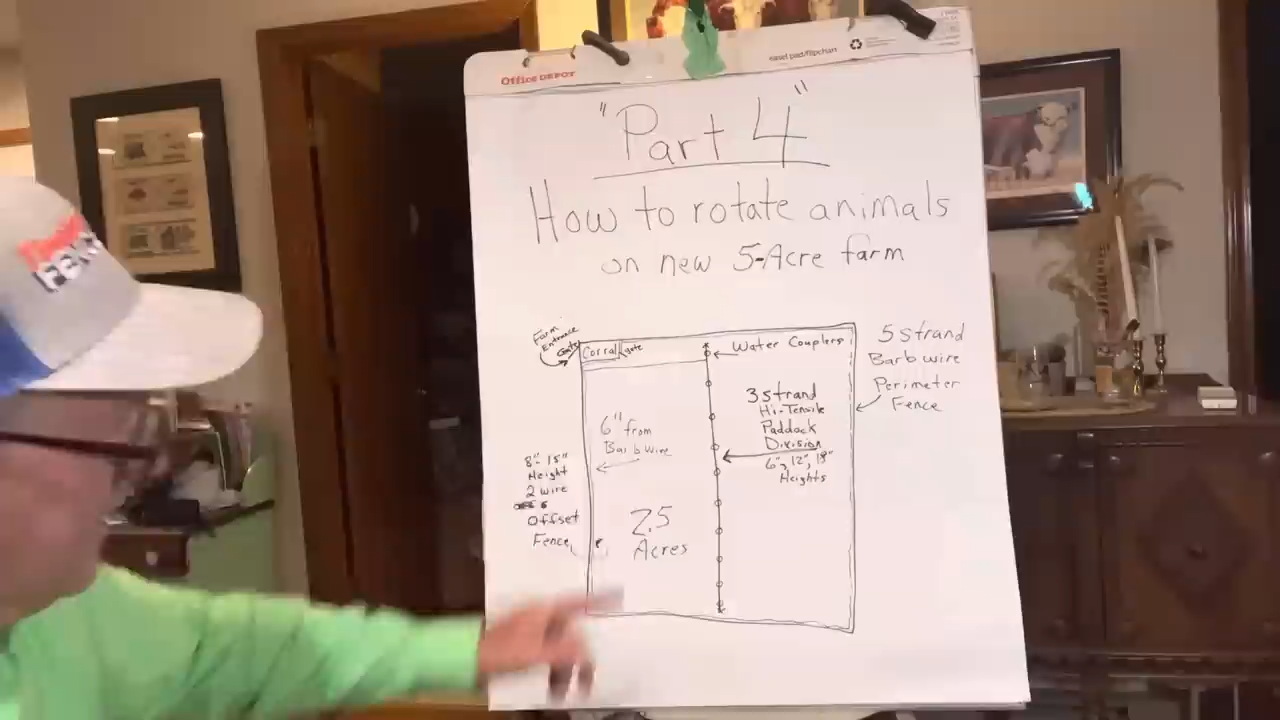 Office DEPOT
easel pad/flipchart
"Part 4"
How to rotate animals
on new 5-Acre farm
Farm
Entrance
Gate
Corral
gate
Water Couplers
5 strand
Barb wire
Perimeter
Fence
3 strand
Hi-Tensile
Paddock
Division
6", 12", 18"
Heights
6" from
Barb wire
8"-15"
Height
2 wire
Offset
Fence
2.5
Acres